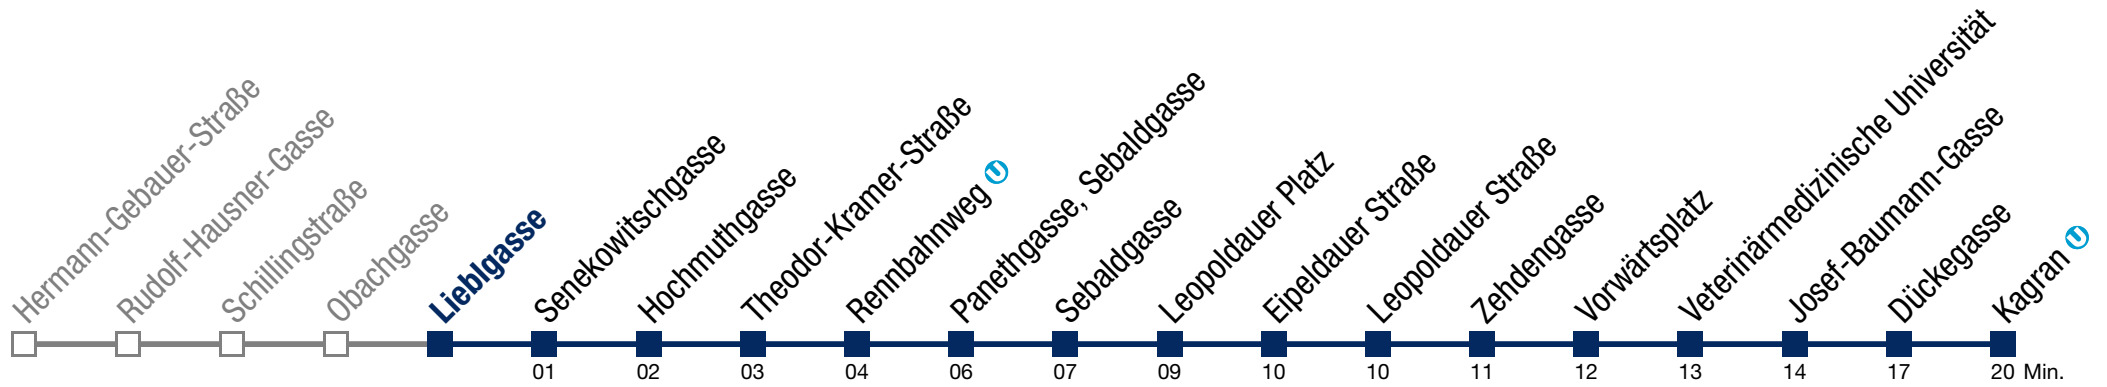 Hermann-Gebauer-Straße
Rudolf-Hausner-Gasse
Schillingstraße
Obachgasse
Lieblgasse
Senekowitschgasse
Hochmuthgasse
Theodor-Kramer-Straße
Rennbahnweg U
Panethgasse, Sebaldgasse
Sebaldgasse
Leopoldauer Platz
Eipeldauer Straße
Leopoldauer Straße
Zehdengasse
Vorwärtsplatz
Veterinärmedizinische Universität
Josef-Baumann-Gasse
Dückegasse
Kagran U
01 02 03 04 06 07 09 10 10 11 12 13 14 17 20 Min.